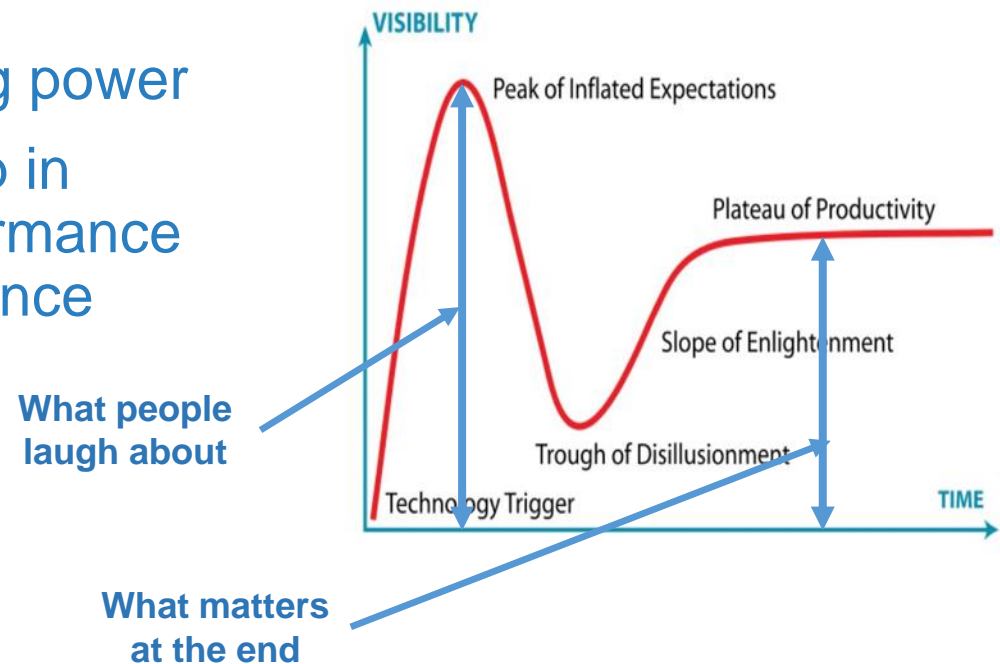 g power
o in
rmance
nce
VISIBILITY
Peak of Inflated Expectations
Plateau of Productivity
Slope of Enlightenment
Trough of Disillusionment
Technology Trigger
TIME
What people
laugh about
What matters
at the end